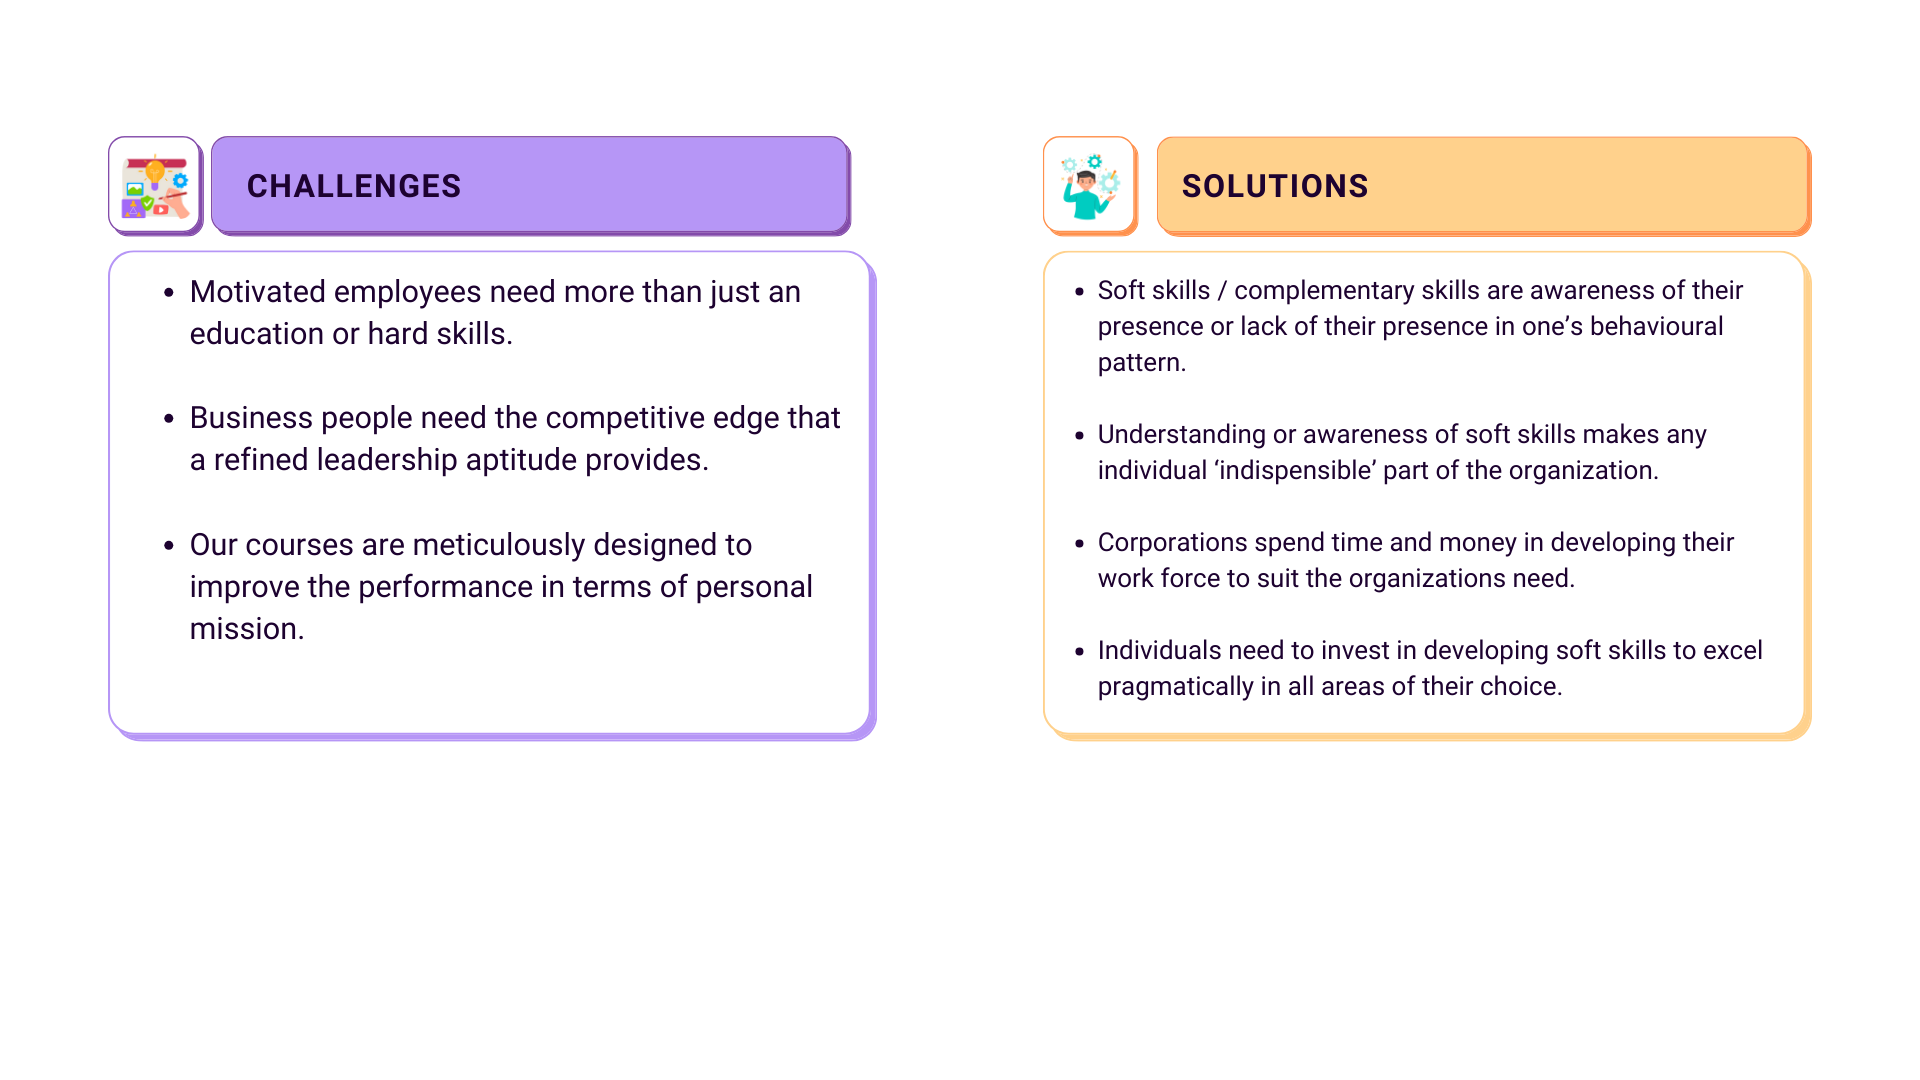 CHALLENGES
• Motivated employees need more than just an
education or hard skills.
• Business people need the competitive edge that
a refined leadership aptitude provides.
• Our courses are meticulously designed to
improve the performance in terms of personal
mission.
SOLUTIONS
• Soft skills / complementary skills are awareness of their
presence or lack of their presence in one’s behavioural
pattern.
• Understanding or awareness of soft skills makes any
individual ‘indispensible’ part of the organization.
• Corporations spend time and money in developing their
work force to suit the organizations need.
• Individuals need to invest in developing soft skills to excel
pragmatically in all areas of their choice.